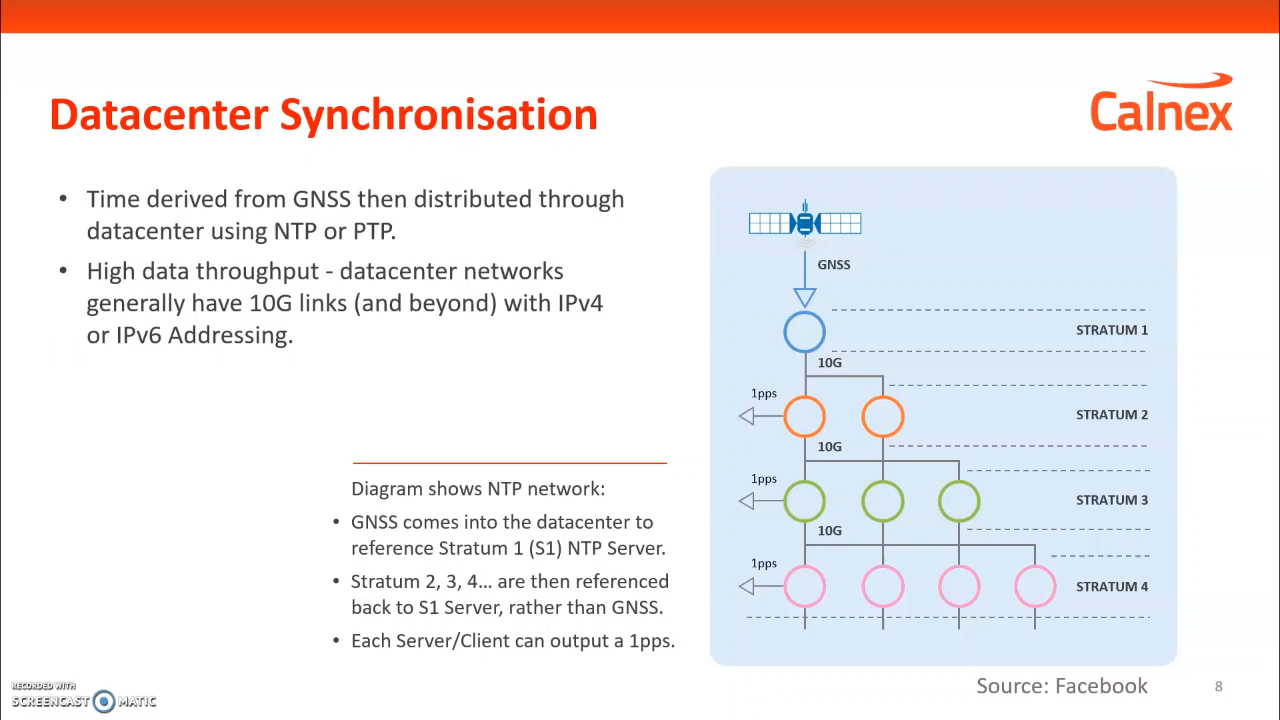 Datacenter Synchronisation
Calnex
• Time derived from GNSS then distributed through
datacenter using NTP or PTP.
• High data throughput - datacenter networks
generally have 10G links (and beyond) with IPv4
or IPv6 Addressing.
Diagram shows NTP network:
• GNSS comes into the datacenter to
reference Stratum 1 (S1) NTP Server.
• Stratum 2, 3, 4... are then referenced
back to S1 Server, rather than GNSS.
• Each Server/Client can output a 1pps.
GNSS
STRATUM 1
10G
1pps
STRATUM 2
10G
1pps
STRATUM 3
10G
1pps
STRATUM 4
Source: Facebook
8
RECORDED WITH
SCREENCAST MATIC